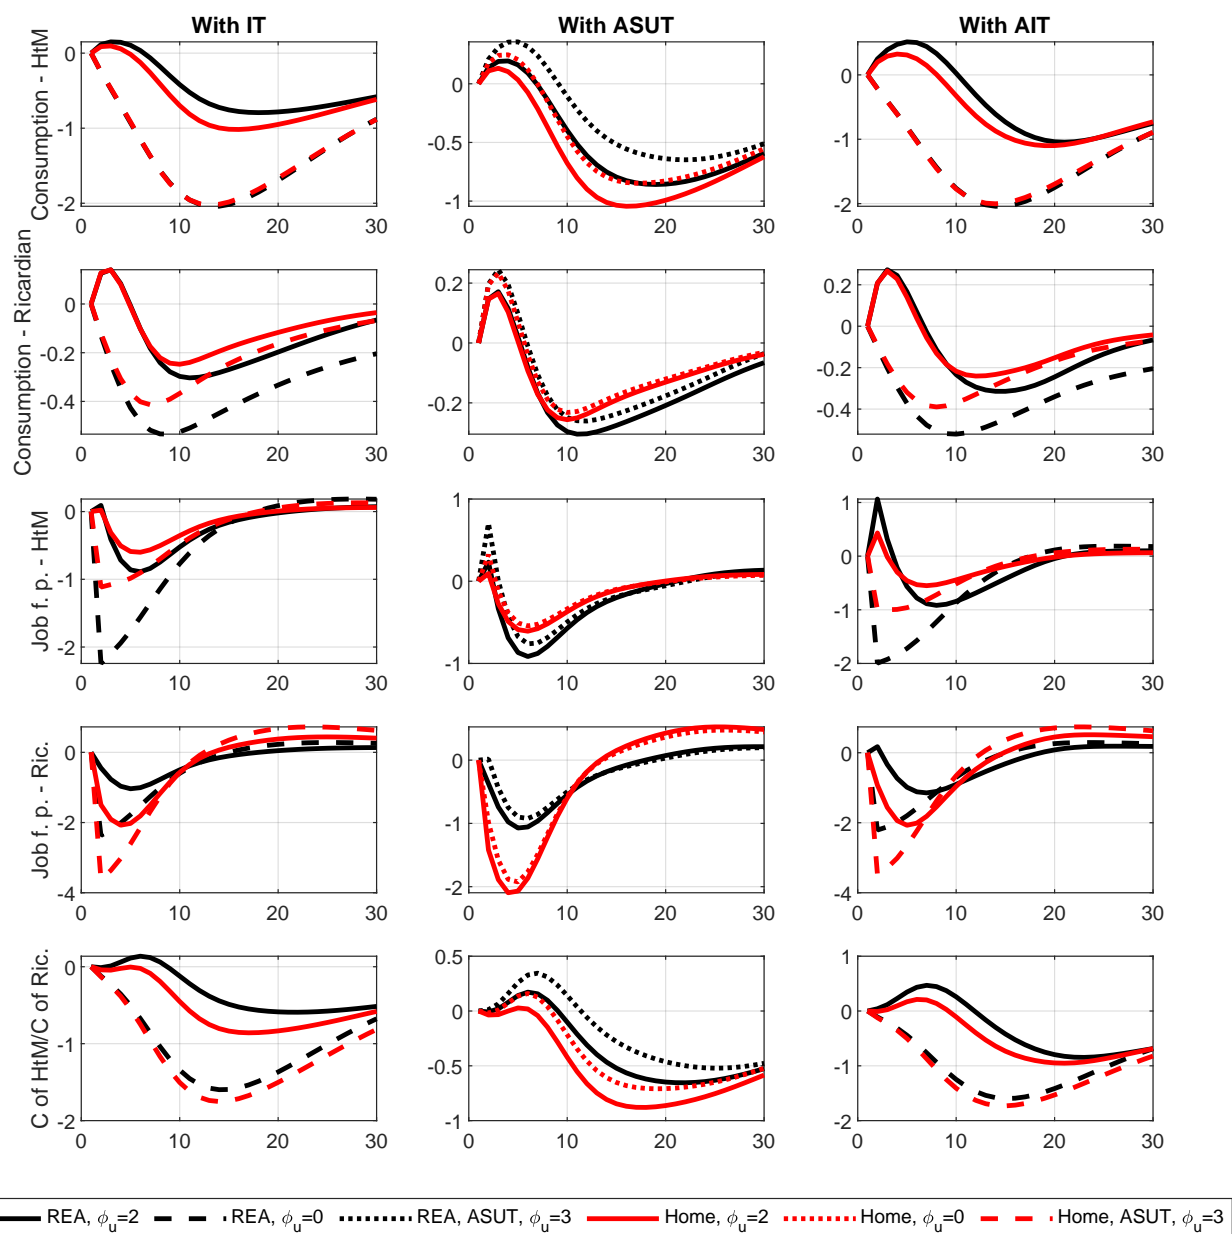 With IT
With ASUT
With AIT
Consumption - HtM
0
-1
-2
0 10 20 30
0
-0.5
-1
0 10 20 30
0
-1
-2
0 10 20 30
Consumption - Ricardian
0
-0.2
-0.4
0 10 20 30
0.2
0
-0.2
0 10 20 30
0.2
0
-0.2
-0.4
0 10 20 30
Job f. p. - HtM
0
-1
-2
0 10 20 30
1
0
-1
0 10 20 30
1
0
-1
-2
0 10 20 30
Job f. p. - Ric.
0
-2
-4
0 10 20 30
0
-1
-2
0 10 20 30
0
-2
-4
0 10 20 30
C of HtM/C of Ric.
0
-1
-2
0 10 20 30
0.5
0
-0.5
-1
0 10 20 30
1
0
-1
-2
0 10 20 30
REA, ϕ_u=2 REA, ϕ_u=0 REA, ASUT, ϕ_u=3 Home, ϕ_u=2 Home, ϕ_u=0 Home, ASUT, ϕ_u=3